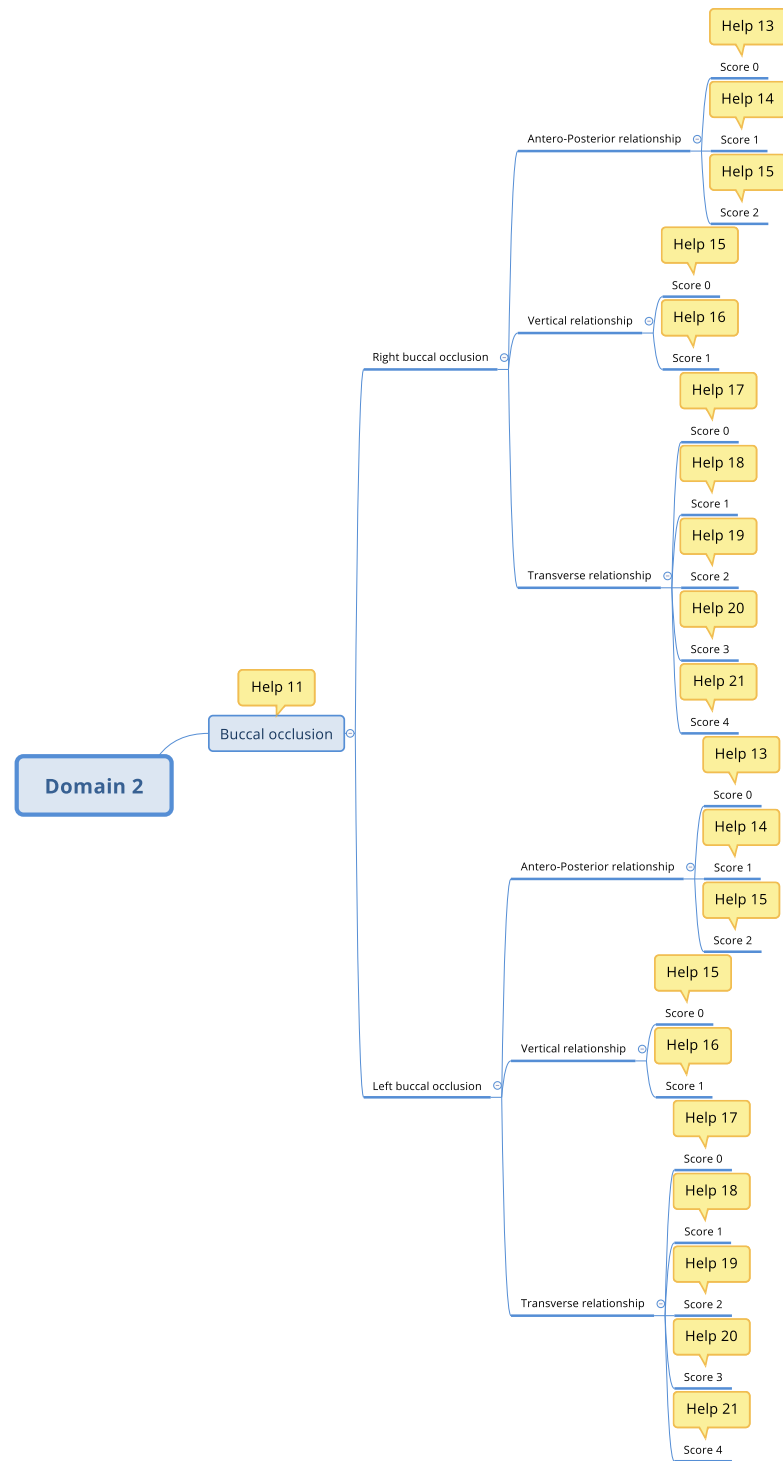 Help 13
Score 0
Help 14
Antero-Posterior relationship
Score 1
Help 15
Score 2
Help 15
Score 0
Help 16
Vertical relationship
Score 1
Right buccal occlusion
Help 17
Score 0
Help 18
Score 1
Help 19
Transverse relationship
Score 2
Help 20
Score 3
Help 21
Score 4
Help 11
Buccal occlusion
Domain 2
Help 13
Score 0
Help 14
Antero-Posterior relationship
Score 1
Help 15
Score 2
Help 15
Score 0
Help 16
Vertical relationship
Score 1
Left buccal occlusion
Help 17
Score 0
Help 18
Score 1
Help 19
Transverse relationship
Score 2
Help 20
Score 3
Help 21
Score 4